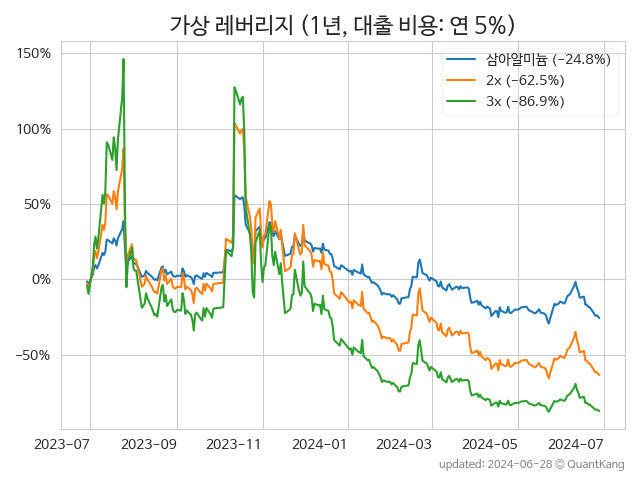 가상 레버리지 (1년, 대출 비용: 연 5%)
삼아알미늄 (−24.8%)
2x (−62.5%)
3x (−86.9%)
150%
100%
50%
0%
−50%
2023-07
2023-09
2023-11
2024-01
2024-03
2024-05
2024-07
updated: 2024-06-28 © QuantKang